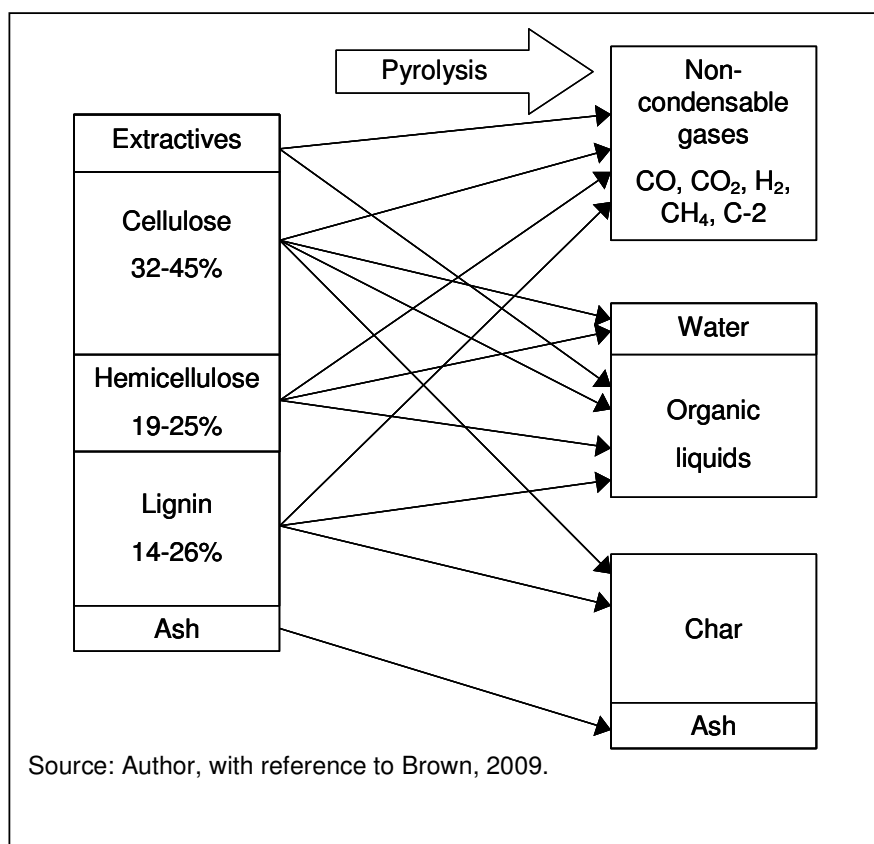 Pyrolysis
Non-
condensable
gases
CO, CO₂, H₂,
CH₄, C-2
Extractives
Cellulose
32-45%
Hemicellulose
19-25%
Lignin
14-26%
Ash
Water
Organic
liquids
Char
Ash
Source: Author, with reference to Brown, 2009.